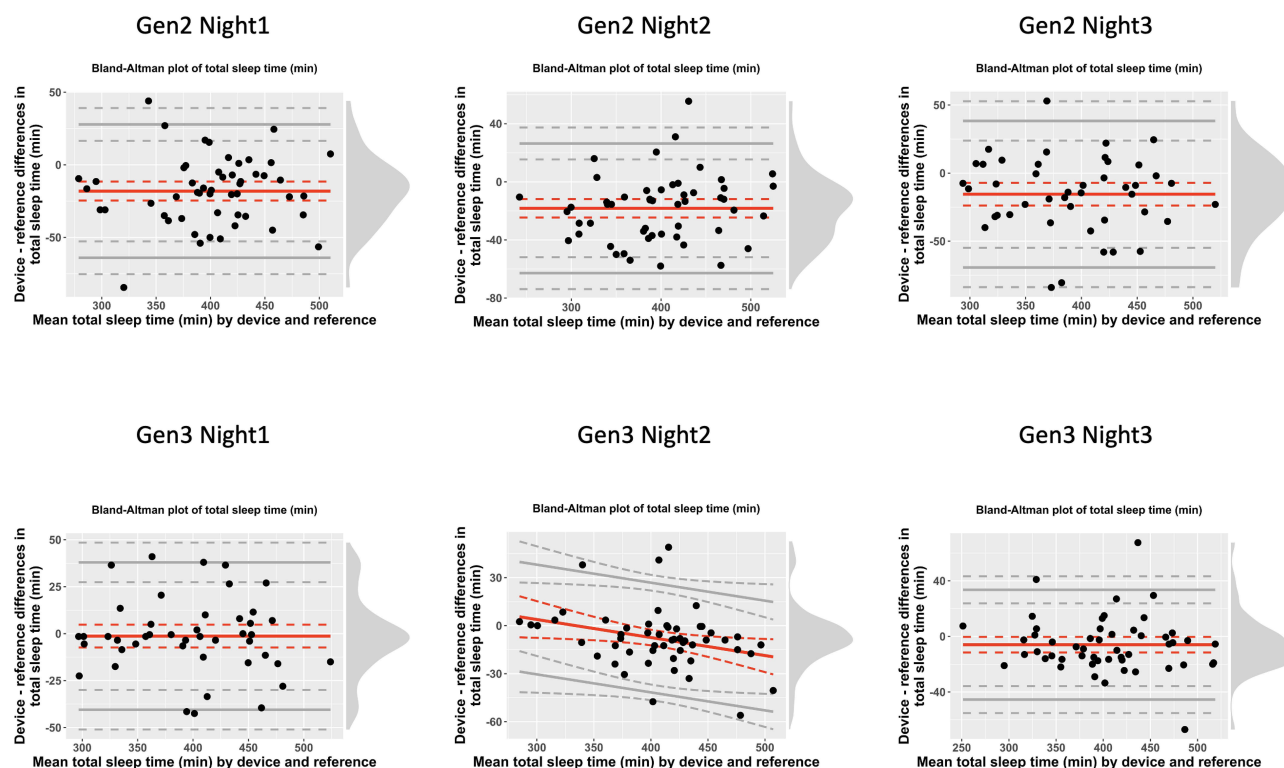 Gen2 Night1
Gen2 Night2
Gen2 Night3
Bland-Altman plot of total sleep time (min)
Bland-Altman plot of total sleep time (min)
Bland-Altman plot of total sleep time (min)
Device - reference differences in
total sleep time (min)
50
0
-50
300
350
400
450
500
Mean total sleep time (min) by device and reference
Device - reference differences in
total sleep time (min)
40
0
-40
-80
300
400
500
Mean total sleep time (min) by device and reference
Device - reference differences in
total sleep time (min)
50
0
-50
300
350
400
450
500
Mean total sleep time (min) by device and reference
Gen3 Night1
Gen3 Night2
Gen3 Night3
Bland-Altman plot of total sleep time (min)
Bland-Altman plot of total sleep time (min)
Bland-Altman plot of total sleep time (min)
Device - reference differences in
total sleep time (min)
50
25
0
-25
-50
300
350
400
450
500
Mean total sleep time (min) by device and reference
Device - reference differences in
total sleep time (min)
30
0
-30
-60
300
350
400
450
500
Mean total sleep time (min) by device and reference
Device - reference differences in
total sleep time (min)
40
0
-40
250
300
350
400
450
500
Mean total sleep time (min) by device and reference